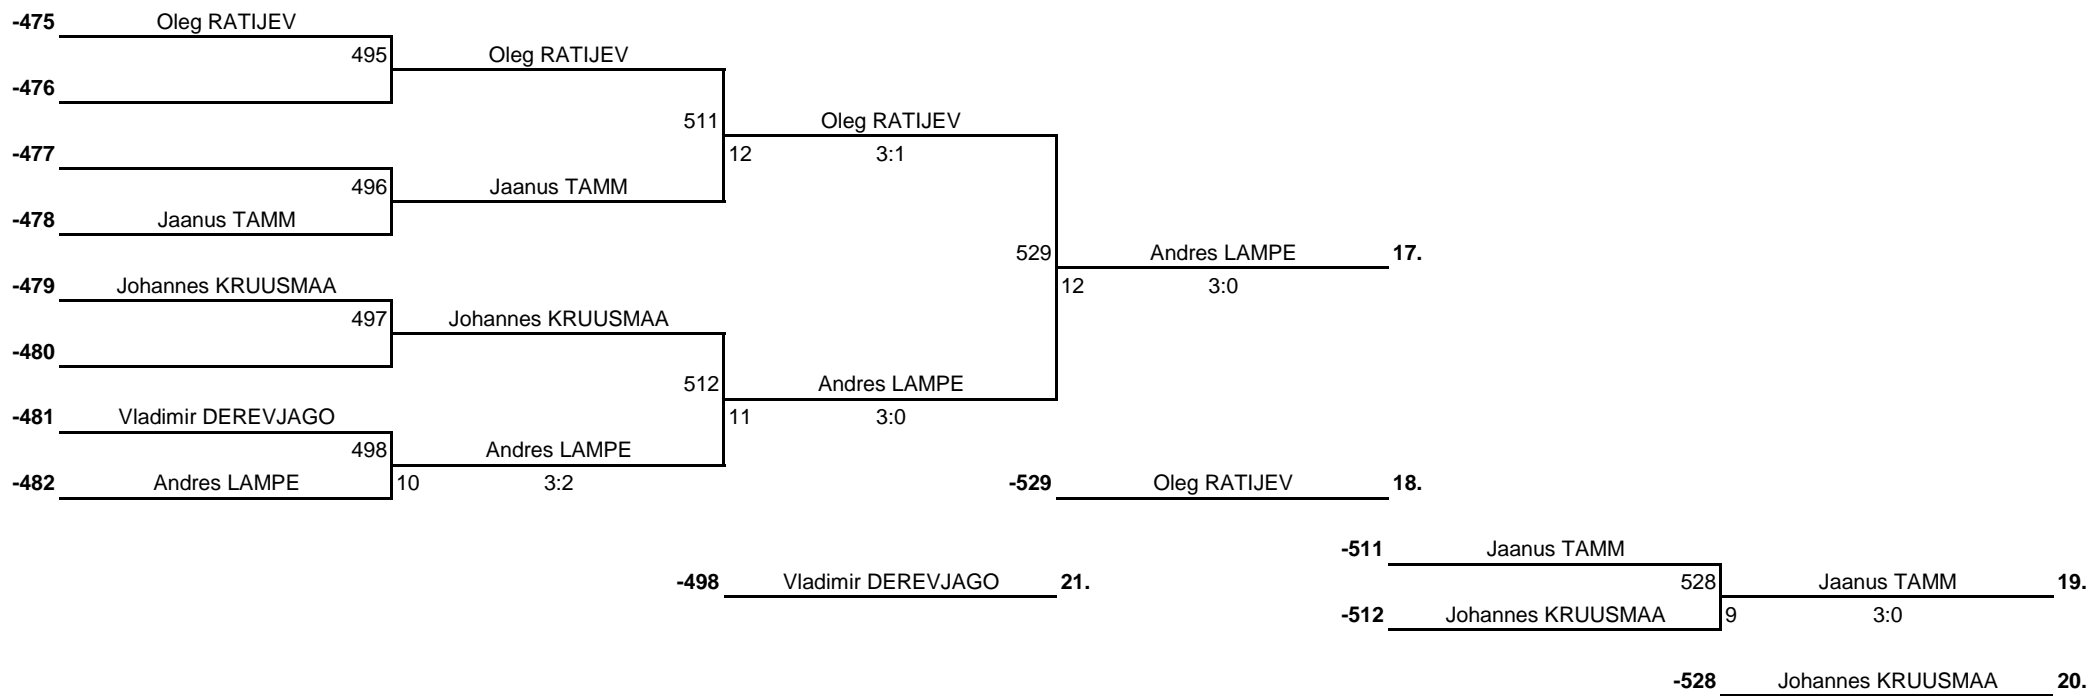 -475 Oleg RATIJEV
495 Oleg RATIJEV
-476
511 Oleg RATIJEV
-477 12 3:1
496 Jaanus TAMM
-478 Jaanus TAMM
529 Andres LAMPE 17.
-479 Johannes KRUUSMAA 12 3:0
497 Johannes KRUUSMAA
-480
512 Andres LAMPE
-481 Vladimir DEREVJAGO 11 3:0
498 Andres LAMPE
-482 Andres LAMPE 10 3:2 -529 Oleg RATIJEV 18.
-511 Jaanus TAMM
-498 Vladimir DEREVJAGO 21. 528 Jaanus TAMM 19.
-512 Johannes KRUUSMAA 9 3:0
-528 Johannes KRUUSMAA 20.